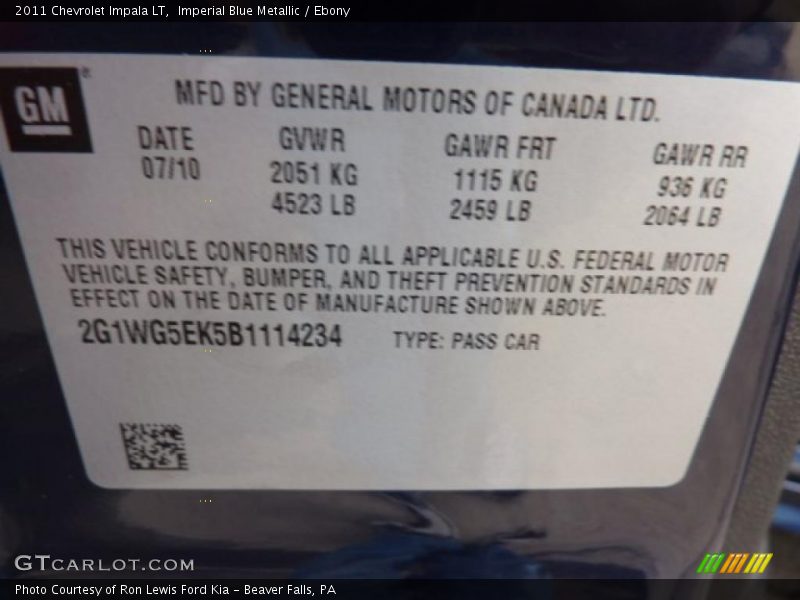 2011 Chevrolet Impala LT,  Imperial Blue Metallic / Ebony
GM
®
MFD BY GENERAL MOTORS OF CANADA LTD.
DATE GVWR GAWR FRT GAWR RR
07/10 2051 KG 1115 KG 936 KG
4523 LB 2459 LB 2064 LB
THIS VEHICLE CONFORMS TO ALL APPLICABLE U.S. FEDERAL MOTOR
VEHICLE SAFETY, BUMPER, AND THEFT PREVENTION STANDARDS IN
EFFECT ON THE DATE OF MANUFACTURE SHOWN ABOVE.
2G1WG5EK5B1114234 TYPE: PASS CAR
GTCARLOT.COM
Photo Courtesy of Ron Lewis Ford Kia – Beaver Falls, PA